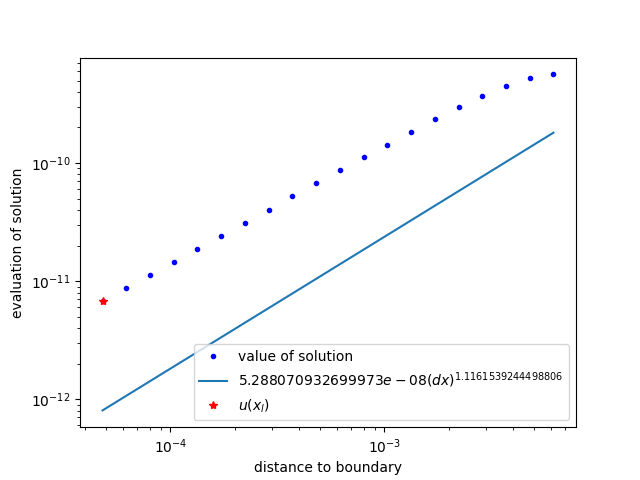 evaluation of solution
10⁻¹⁰
10⁻¹¹
10⁻¹²
value of solution
5.288070932699973e − 08(dx)^1.1161539244498806
u(x_l)
10⁻⁴
10⁻³
distance to boundary